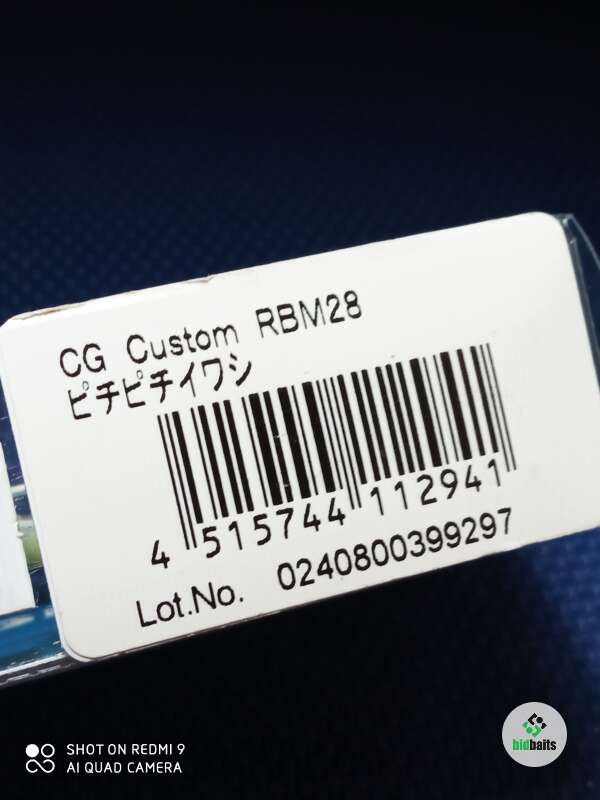 CG Custom RBM28
ピチピチイワシ
4 515744 112941
Lot.No. 0240800399297
SHOT ON REDMI 9
AI QUAD CAMERA
bidbaits